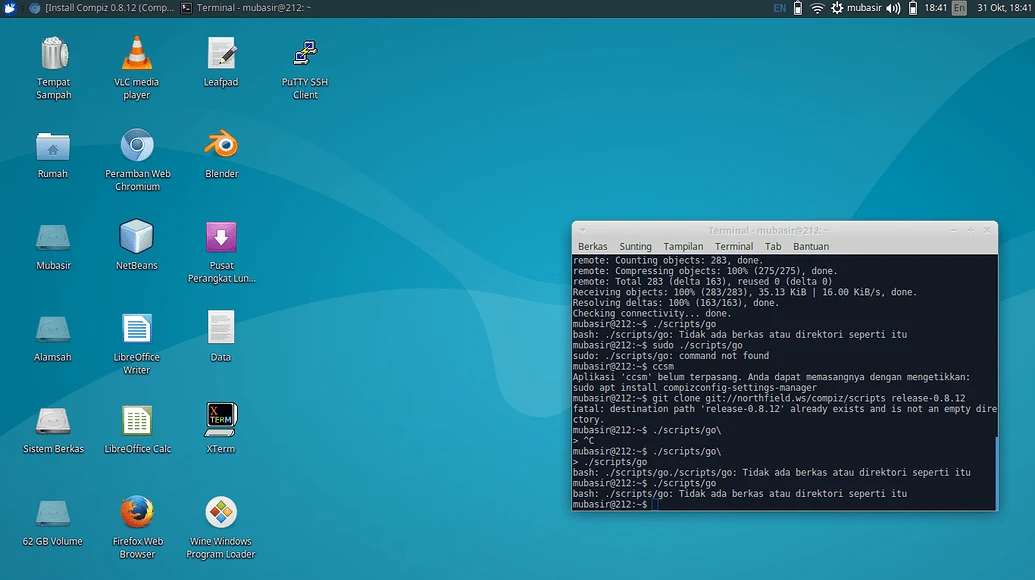 [Install Compiz 0.8.12 (Comp... Terminal - mubasir@212: ~ EN mubasir 18:41 En 31 Okt, 18:41
Tempat Sampah
VLC media player
Leafpad
PuTTY SSH Client
Rumah
Peramban Web Chromium
Blender
Mubasir
NetBeans
Pusat Perangkat Lun...
Alamsah
LibreOffice Writer
Data
Sistem Berkas
LibreOffice Calc
X TERM
XTerm
62 GB Volume
Firefox Web Browser
Wine Windows Program Loader
Terminal - mubasir@212:~
Berkas Sunting Tampilan Terminal Tab Bantuan
remote: Counting objects: 283, done.
remote: Compressing objects: 100% (275/275), done.
remote: Total 283 (delta 163), reused 0 (delta 0)
Receiving objects: 100% (283/283), 35.13 KiB | 16.00 KiB/s, done.
Resolving deltas: 100% (163/163), done.
Checking connectivity... done.
mubasir@212:~$ ./scripts/go
bash: ./scripts/go: Tidak ada berkas atau direktori seperti itu
mubasir@212:~$ sudo ./scripts/go
sudo: ./scripts/go: command not found
mubasir@212:~$ ccsm
Aplikasi 'ccsm' belum terpasang. Anda dapat memasangnya dengan mengetikkan:
sudo apt install compizconfig-settings-manager
mubasir@212:~$ git clone git://northfield.ws/compiz/scripts release-0.8.12
fatal: destination path 'release-0.8.12' already exists and is not an empty dire
ctory.
mubasir@212:~$ ./scripts/go\
> ^C
mubasir@212:~$ ./scripts/go\
> ./scripts/go
bash: ./scripts/go./scripts/go: Tidak ada berkas atau direktori seperti itu
mubasir@212:~$ ./scripts/go
bash: ./scripts/go: Tidak ada berkas atau direktori seperti itu
mubasir@212:~$